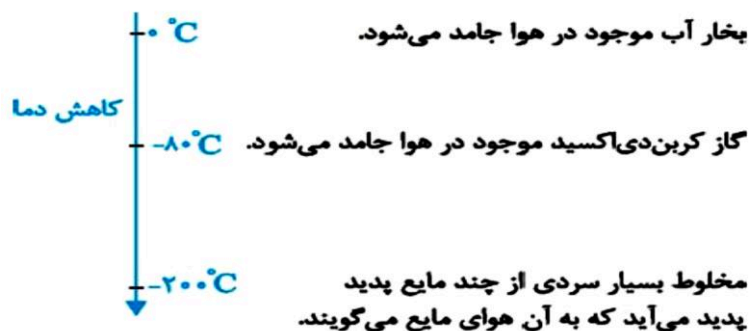 ۰ °C بخار آب موجود در هوا جامد می‌شود.
کاهش دما
-۸۰°C گاز کربن‌دی‌اکسید موجود در هوا جامد می‌شود.
-۲۰۰°C مخلوط بسیار سردی از چند مایع پدید
پدید می‌آید که به آن هوای مایع می‌گویند.